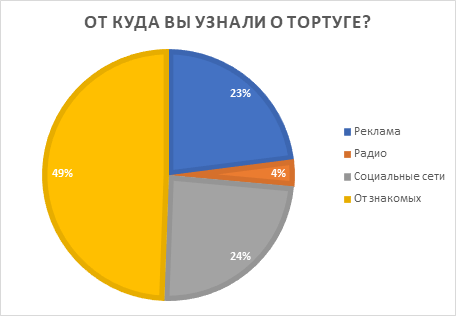 ОТ КУДА ВЫ УЗНАЛИ О ТОРТУГЕ?
23%
4%
24%
49%
Реклама
Радио
Социальные сети
От знакомых